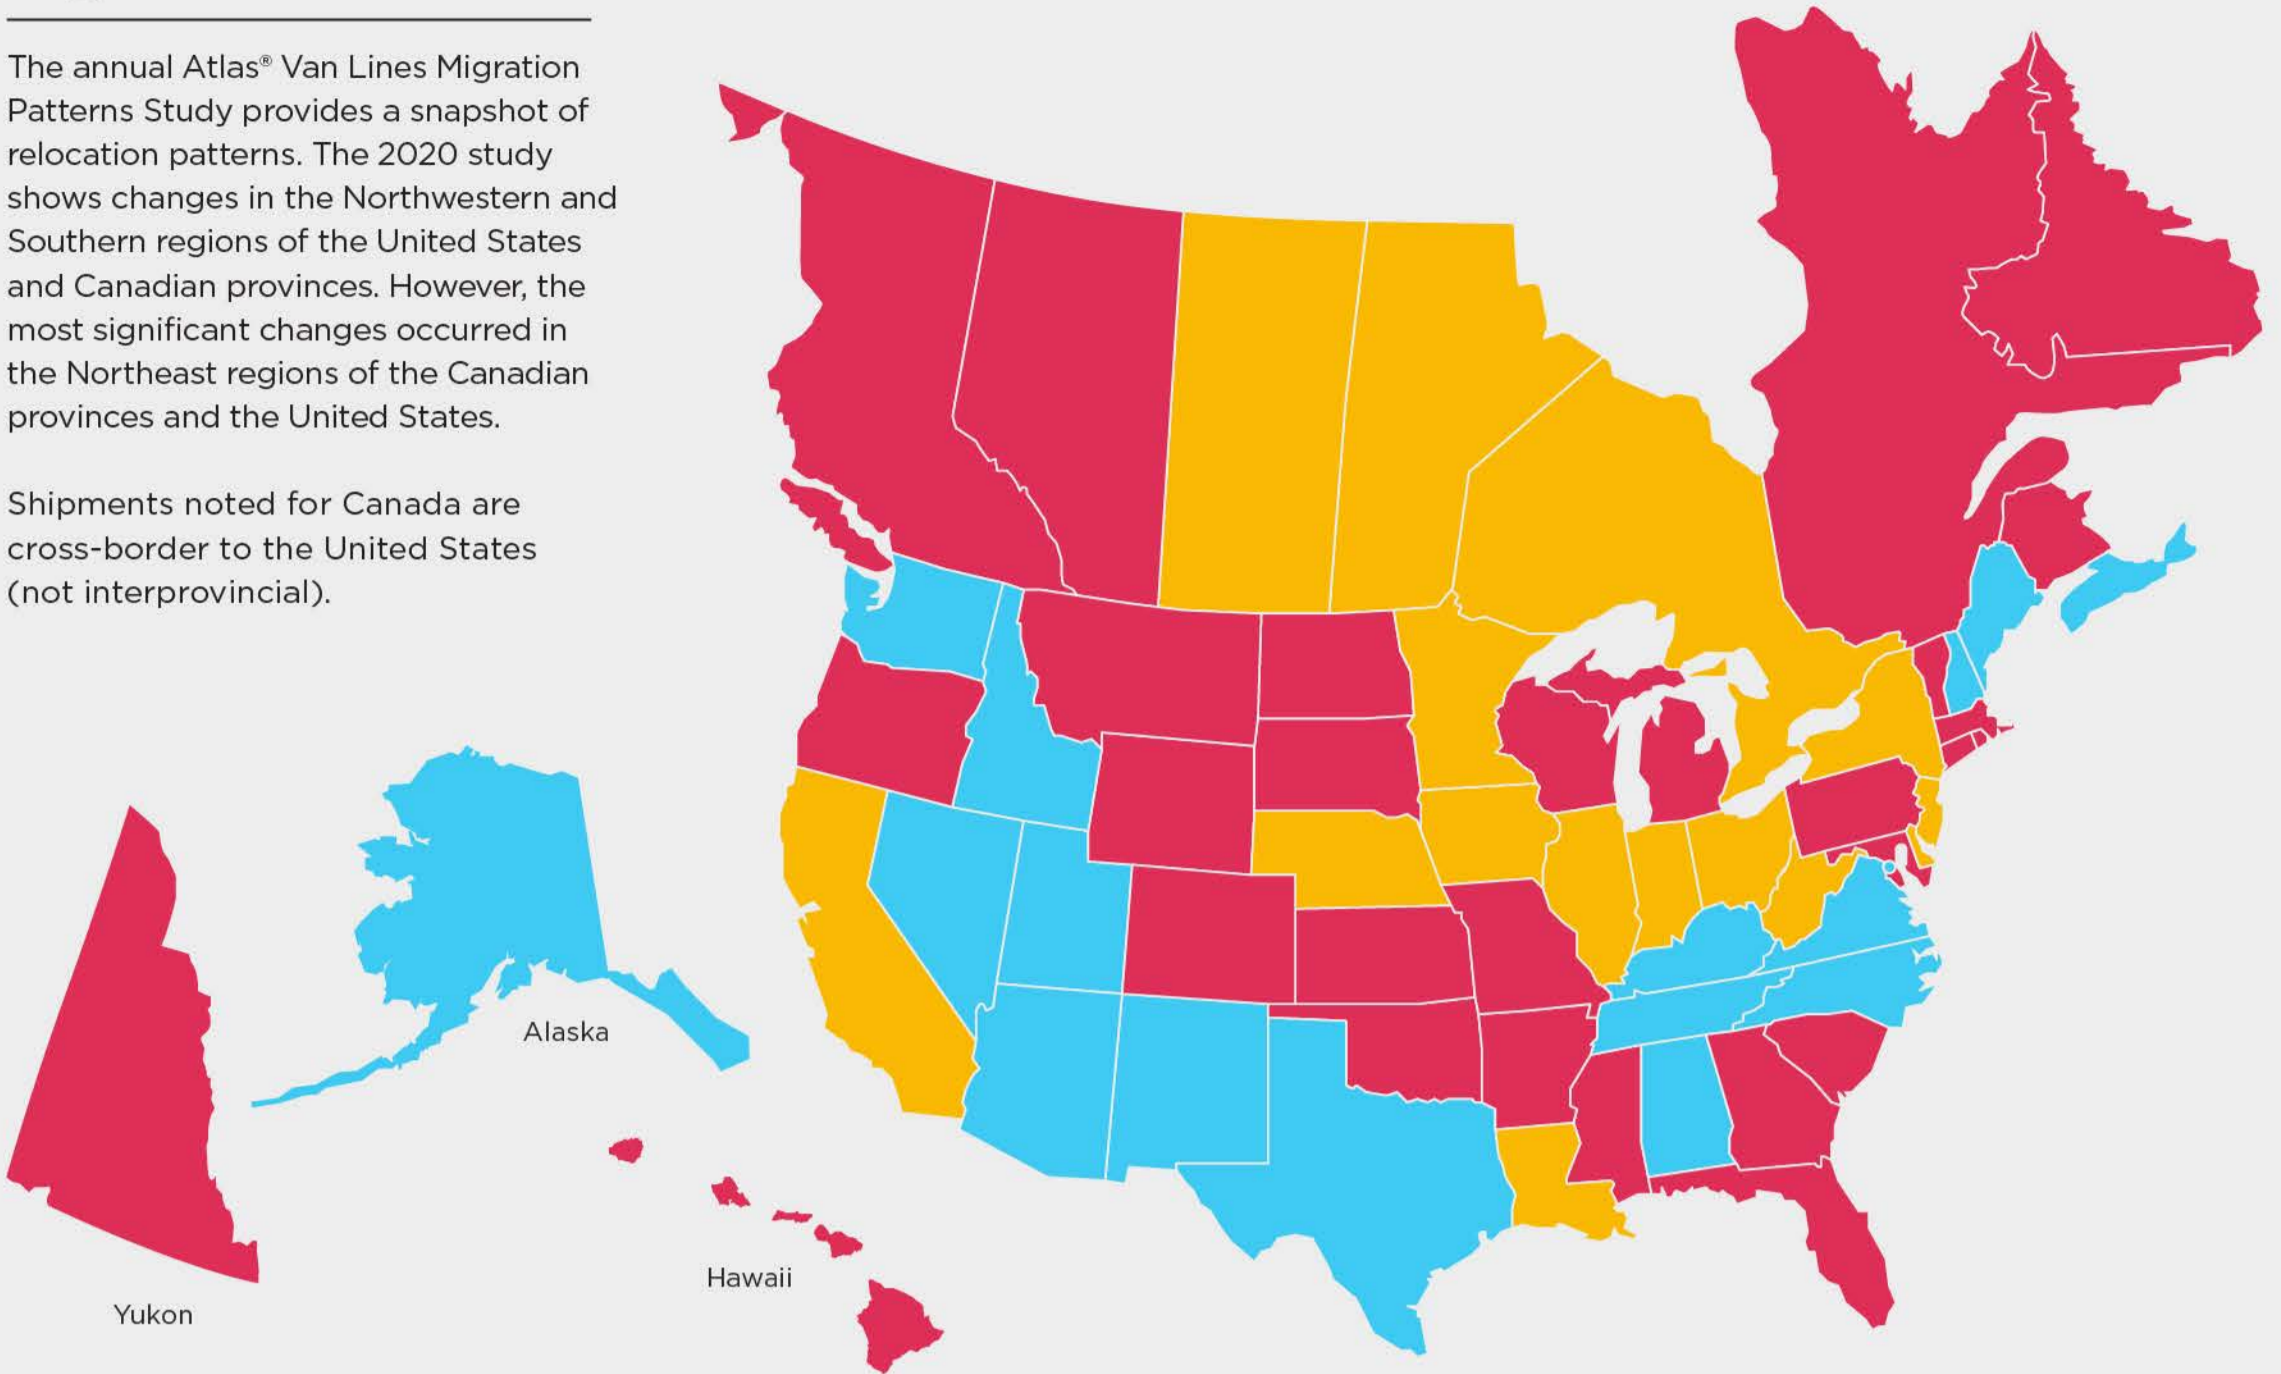 The annual Atlas® Van Lines Migration
Patterns Study provides a snapshot of
relocation patterns. The 2020 study
shows changes in the Northwestern and
Southern regions of the United States
and Canadian provinces. However, the
most significant changes occurred in
the Northeast regions of the Canadian
provinces and the United States.
Shipments noted for Canada are
cross-border to the United States
(not interprovincial).
Alaska
Hawaii
Yukon